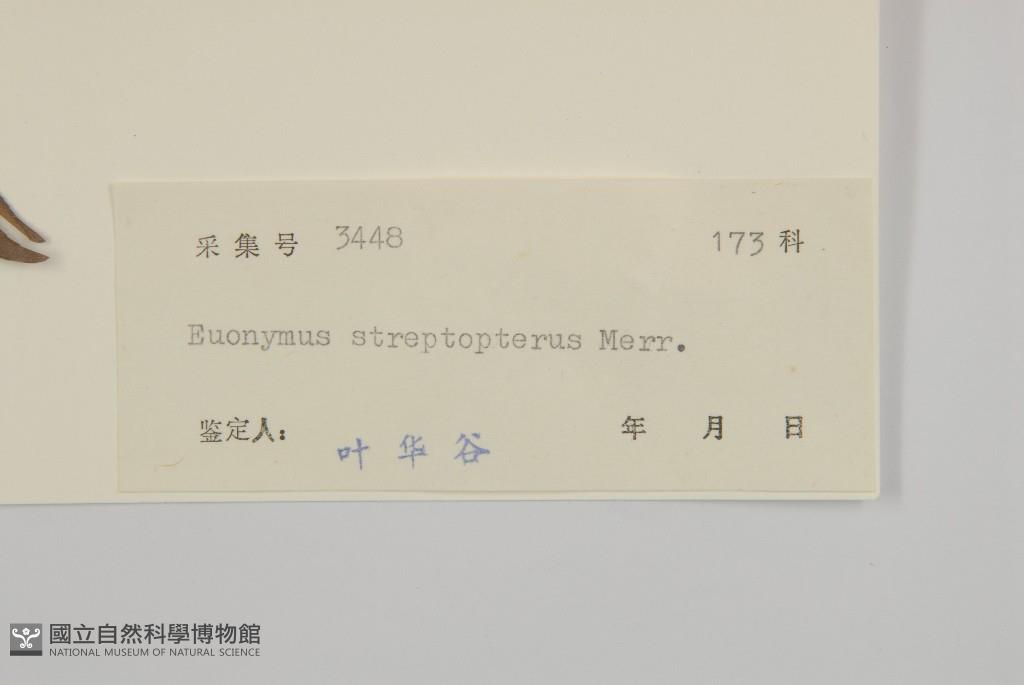 采集号 3448 173 科
Euonymus streptopterus Merr.
鉴定人: 叶华谷 年 月 日
國立自然科學博物館
NATIONAL MUSEUM OF NATURAL SCIENCE